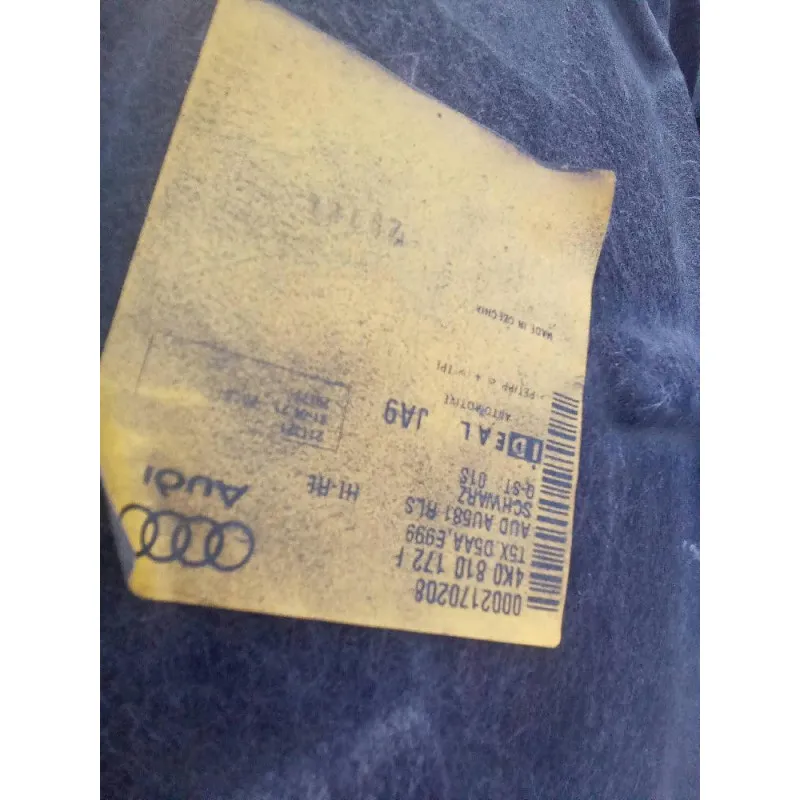 0002170208
4K0 810 172 F
T5X D5AA,E999
AUD AU581 RLS
SCHWARZ
Q-ST 01S
HI-RE
Audi
IDEAL JA9
AUTOMOTIVE
MADE IN CZECHIA